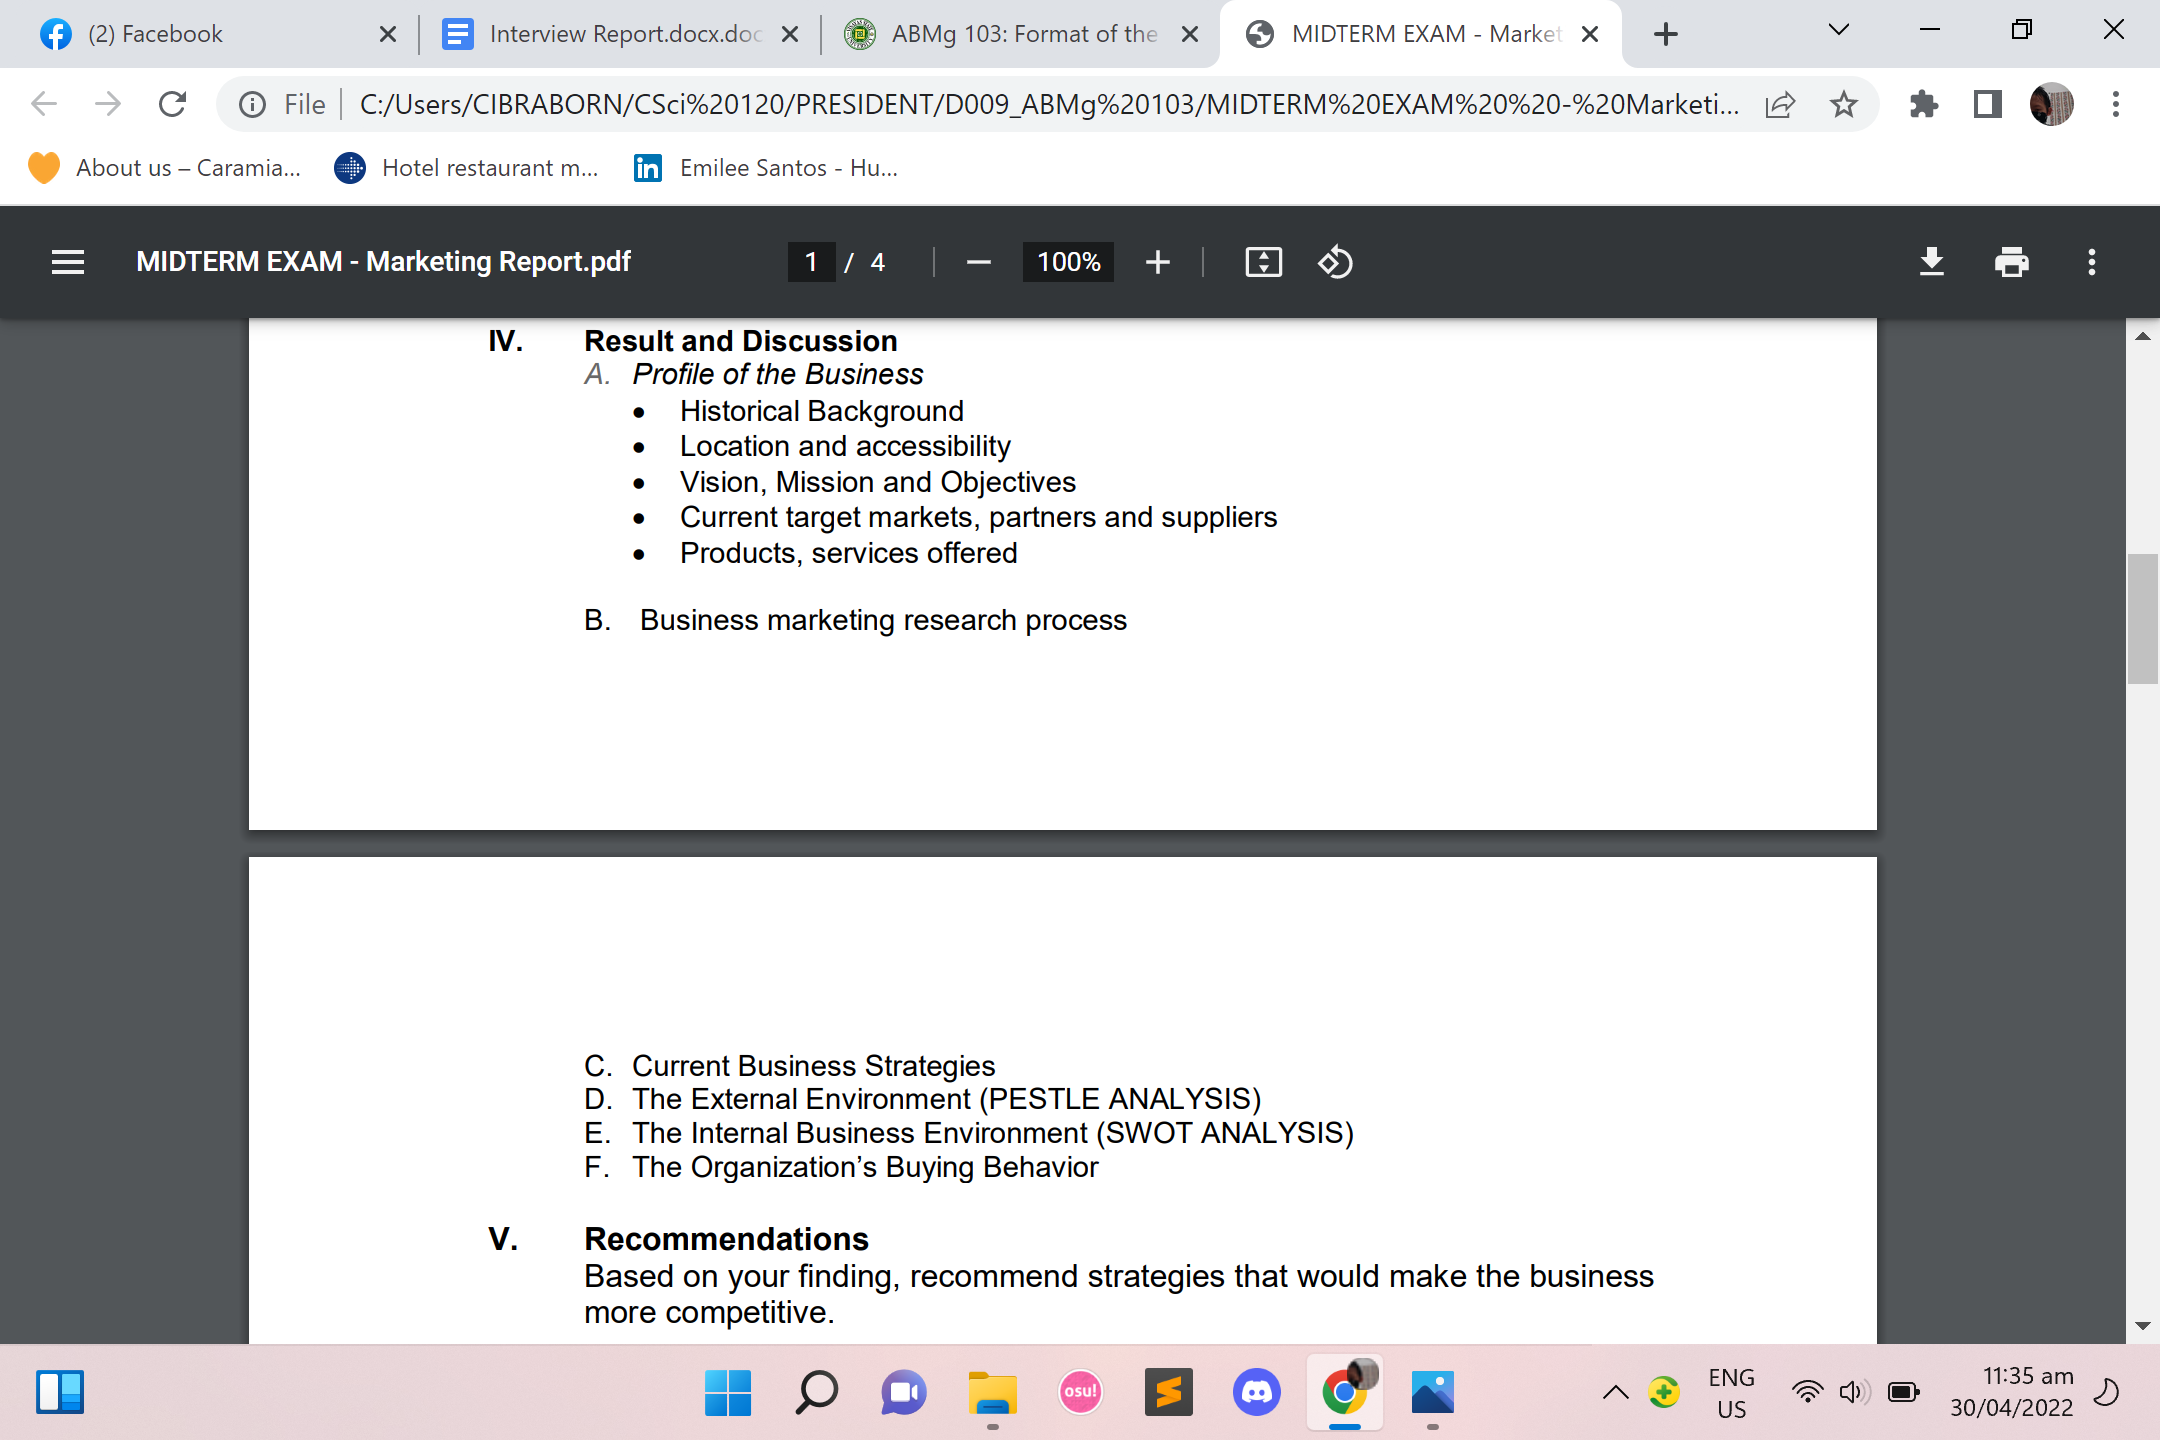 (2) Facebook
Interview Report.docx.doc
ABMg 103: Format of the
MIDTERM EXAM - Market
File
C:/Users/CIBRABORN/CSci%20120/PRESIDENT/D009_ABMg%20103/MIDTERM%20EXAM%20%20-%20Marketi...
About us – Caramia...
Hotel restaurant m...
in
Emilee Santos - Hu...
MIDTERM EXAM - Marketing Report.pdf
1 / 4
100%
IV. Result and Discussion
A. Profile of the Business
• Historical Background
• Location and accessibility
• Vision, Mission and Objectives
• Current target markets, partners and suppliers
• Products, services offered
B. Business marketing research process
C. Current Business Strategies
D. The External Environment (PESTLE ANALYSIS)
E. The Internal Business Environment (SWOT ANALYSIS)
F. The Organization’s Buying Behavior
V. Recommendations
Based on your finding, recommend strategies that would make the business
more competitive.
osu!
ENG
US
11:35 am
30/04/2022